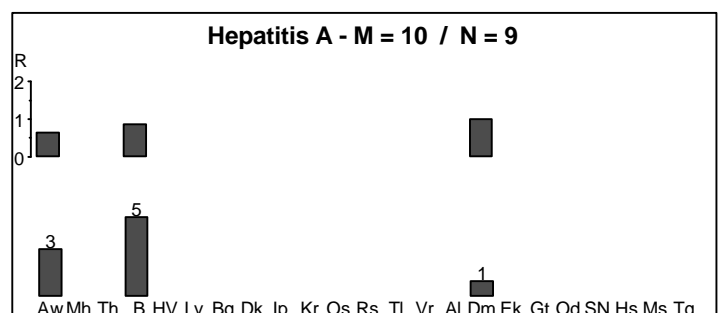 Hepatitis A - M = 10 / N = 9
R
2
1
0
5
3
1
Aw Mh Th B HV Ly Bg Dk Ip Kr Os Rs Tl Vr Al Dm Ek Gt Od SN Hs Ms Tg